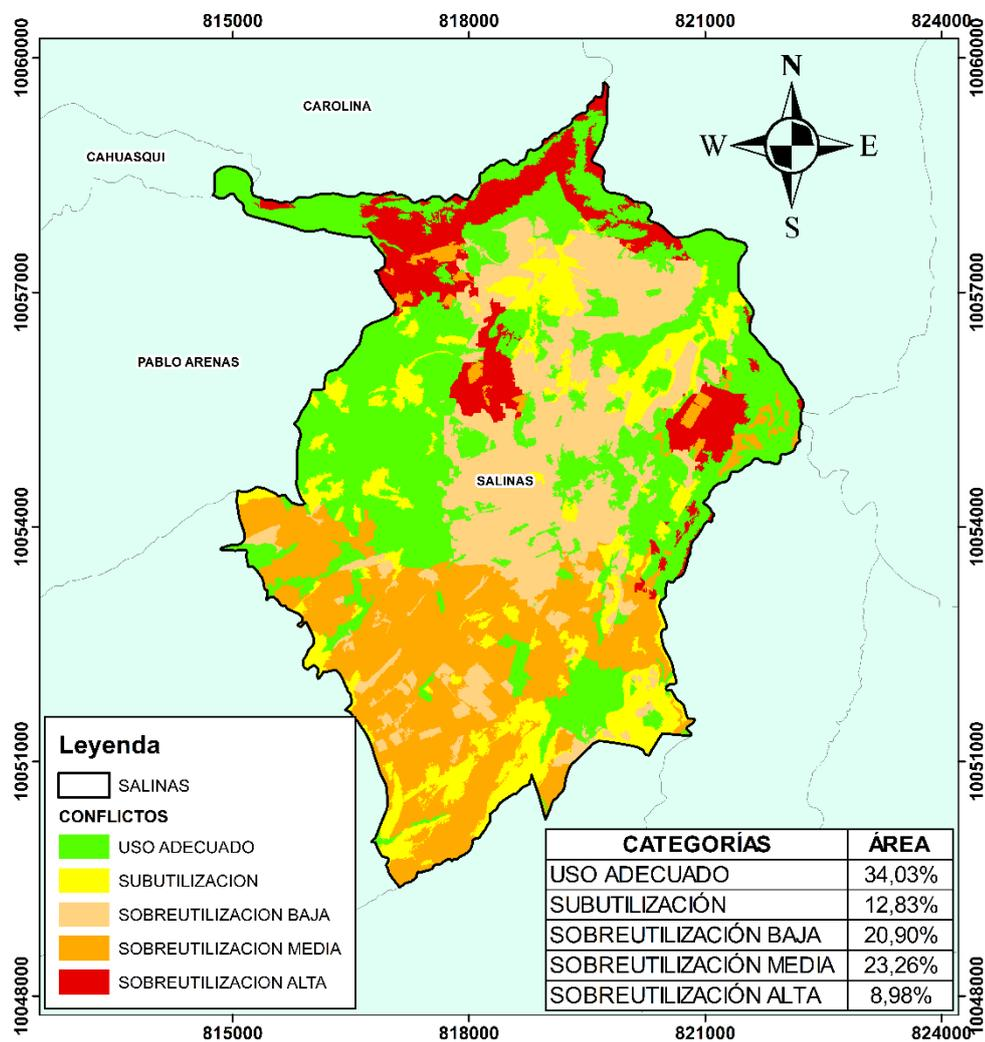 815000 818000 821000 824000
10060000 10060000
N
W E
S
CAROLINA
CAHUASQUI
10057000 10057000
PABLO ARENAS
SALINAS
10054000 10054000
10051000 10051000
Leyenda
SALINAS
CONFLICTOS
USO ADECUADO
SUBUTILIZACION
SOBREUTILIZACION BAJA
SOBREUTILIZACION MEDIA
SOBREUTILIZACION ALTA
CATEGORÍAS ÁREA
USO ADECUADO 34,03%
SUBUTILIZACIÓN 12,83%
SOBREUTILIZACIÓN BAJA 20,90%
SOBREUTILIZACIÓN MEDIA 23,26%
SOBREUTILIZACIÓN ALTA 8,98%
10048000 10048000
815000 818000 821000 824000